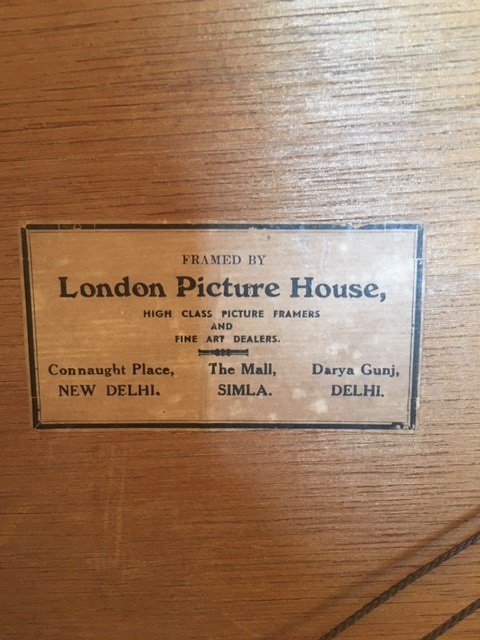 FRAMED BY
London Picture House,
HIGH CLASS PICTURE FRAMERS
AND
FINE ART DEALERS.
Connaught Place, The Mall, Darya Gunj,
NEW DELHI. SIMLA. DELHI.